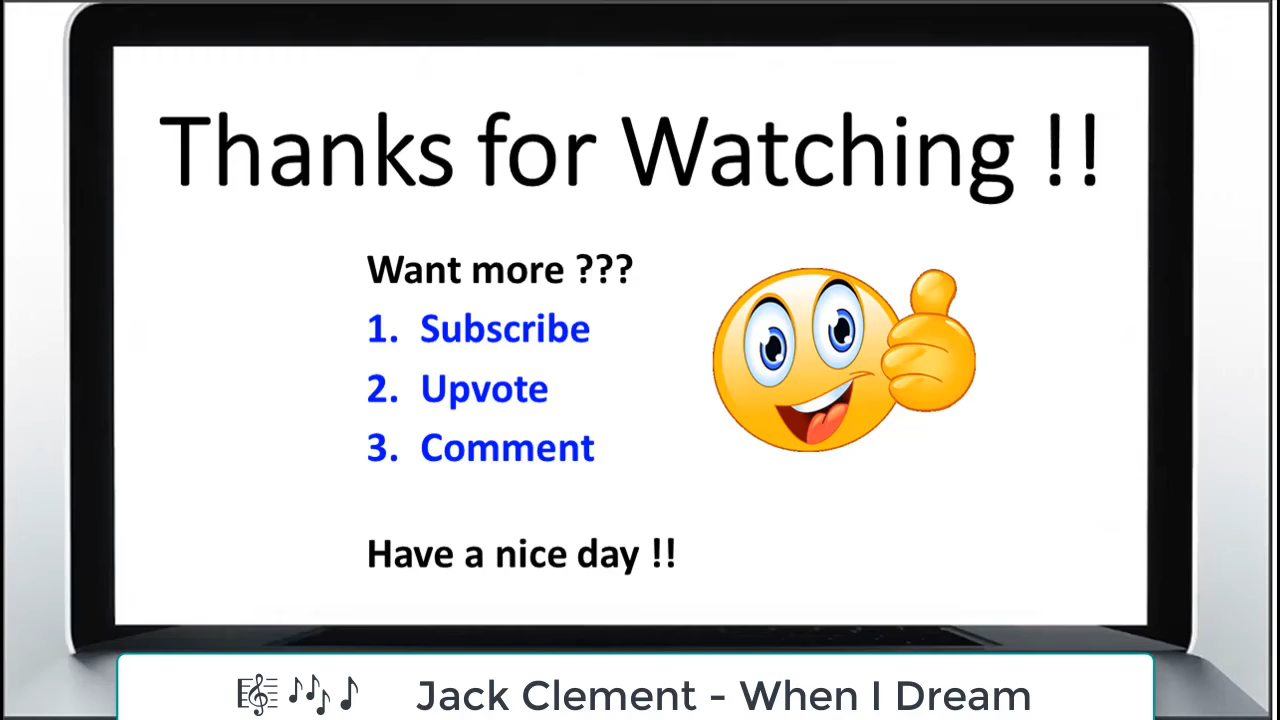 Thanks for Watching !!
Want more ???
1. Subscribe
2. Upvote
3. Comment
Have a nice day !!
Jack Clement - When I Dream